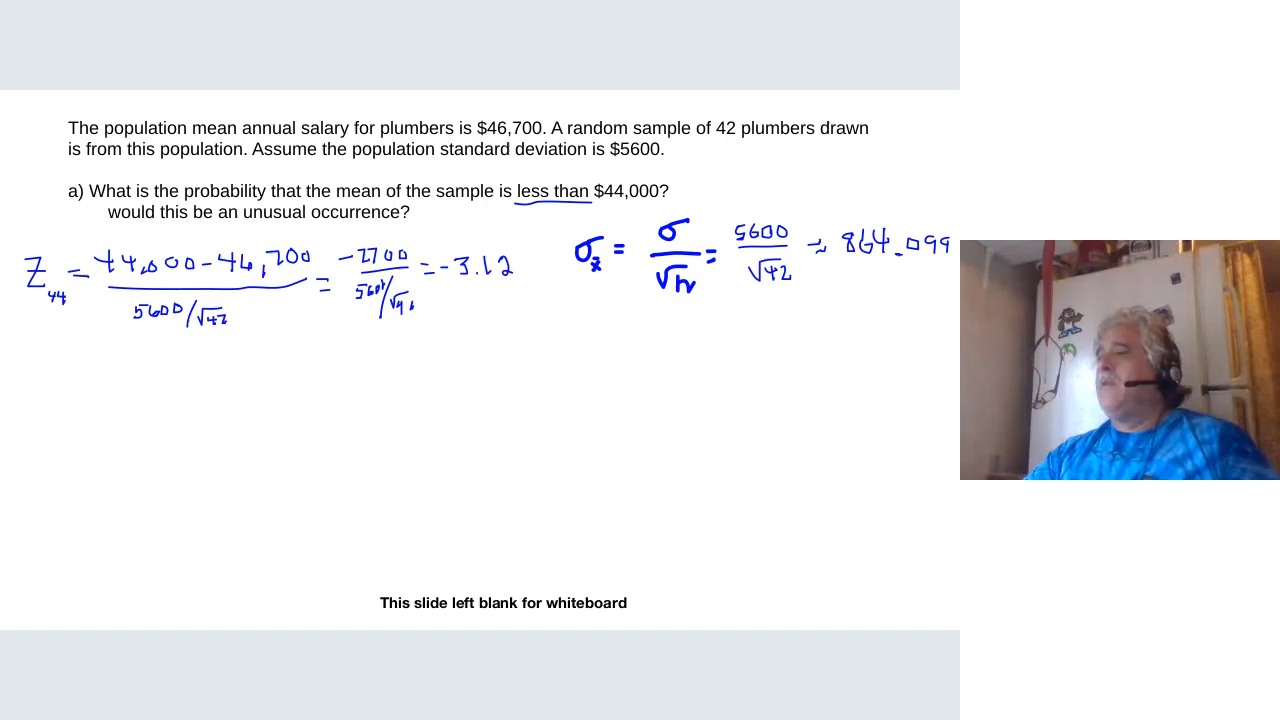 The population mean annual salary for plumbers is $46,700. A random sample of 42 plumbers drawn
is from this population. Assume the population standard deviation is $5600.
a) What is the probability that the mean of the sample is less than $44,000?
would this be an unusual occurrence?
Z₄₄ = 44,000-46,700 / 5600/√42 = -2700 / 5600/√4 = -3.12
σx̄ = σ/√n = 5600/√42 ≈ 864.099
This slide left blank for whiteboard